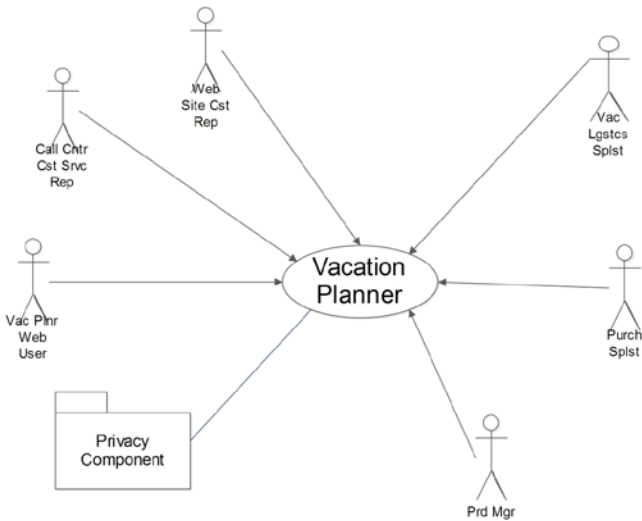 Web
Site Cst
Rep
Vac
Lgstcs
Splst
Call Cntr
Cst Srvc
Rep
Vacation
Planner
Vac Plnr
Web
User
Purch
Splst
Privacy
Component
Prd Mgr